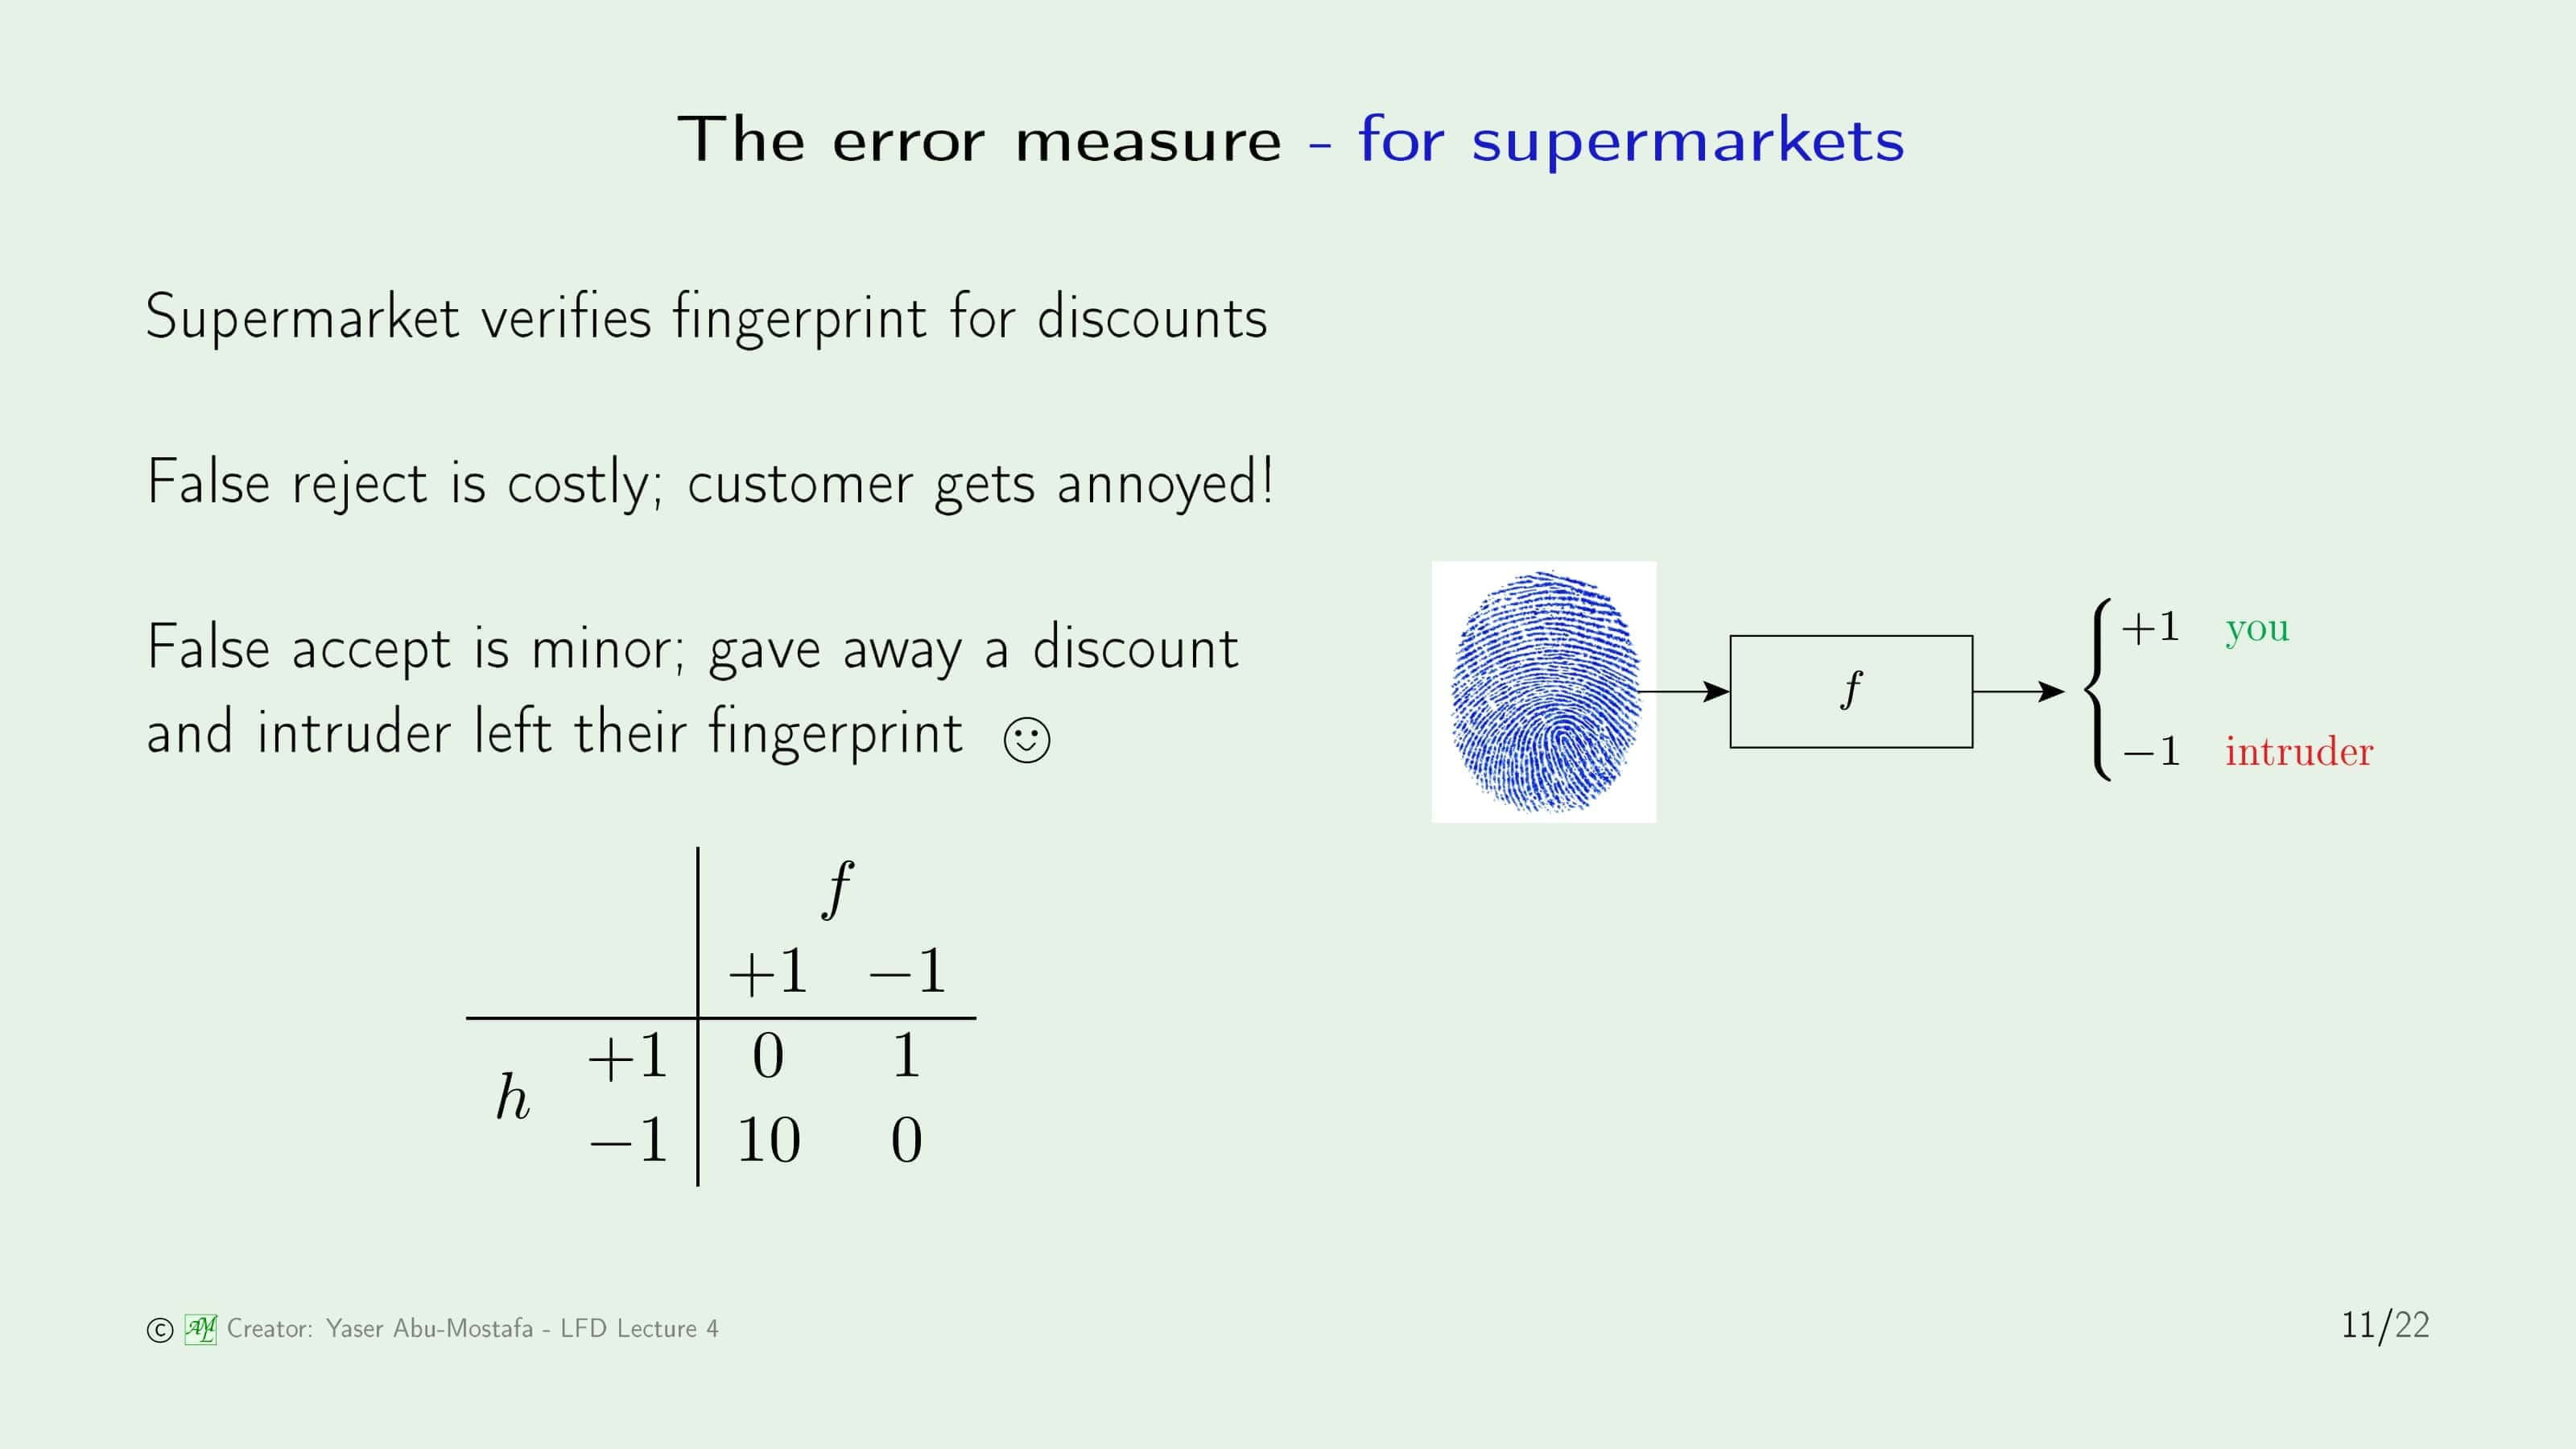 The error measure - for supermarkets
Supermarket verifies fingerprint for discounts
False reject is costly; customer gets annoyed!
False accept is minor; gave away a discount
and intruder left their fingerprint ☺
f
+1 −1
h
+1 0 1
−1 10 0
f
+1 you
−1 intruder
© AML Creator: Yaser Abu-Mostafa - LFD Lecture 4
11/22